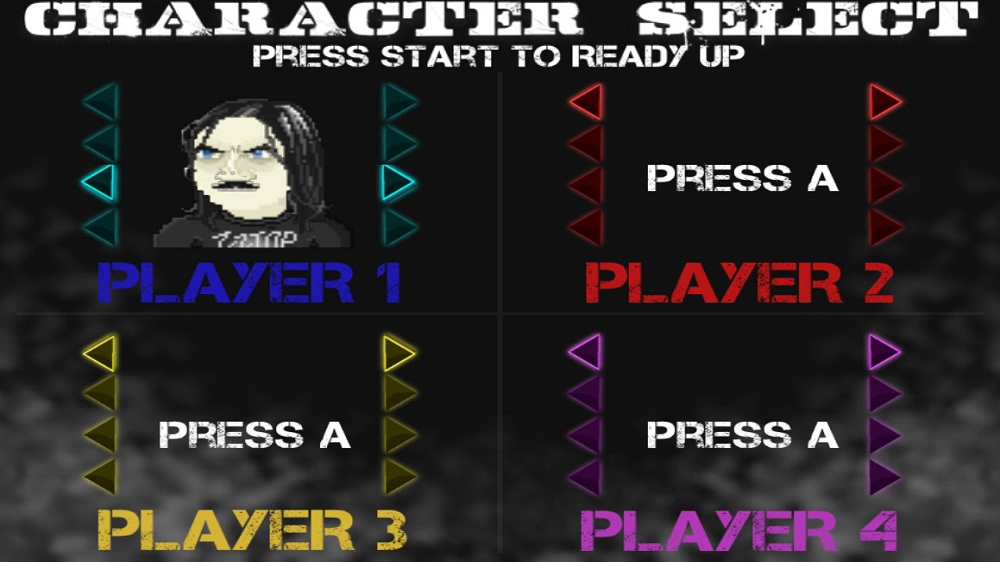 CHARACTER SELECT
PRESS START TO READY UP
PRESS A
PLAYER 1
PLAYER 2
PRESS A
PRESS A
PLAYER 3
PLAYER 4